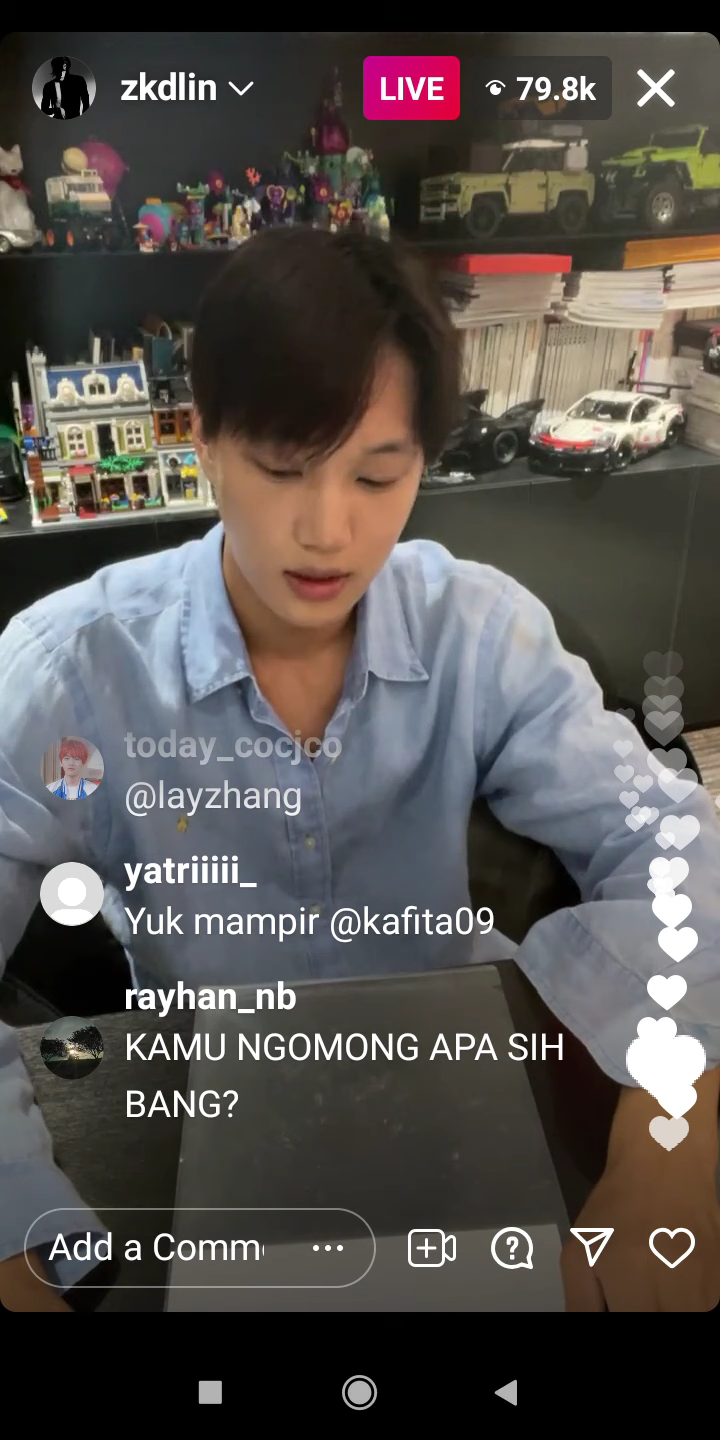 zkdlin
LIVE
79.8k
today_cocjco
@layzhang
yatriiiii_
Yuk mampir @kafita09
rayhan_nb
KAMU NGOMONG APA SIH
BANG?
Add a Comm